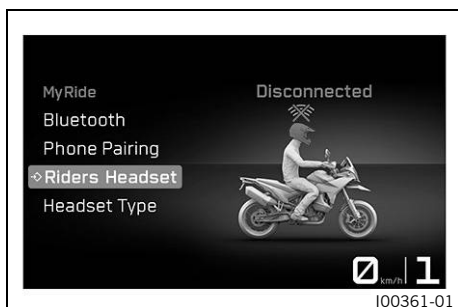 MyRide
Disconnected
Bluetooth
Phone Pairing
Riders Headset
Headset Type
0 km/h 1
I00361-01